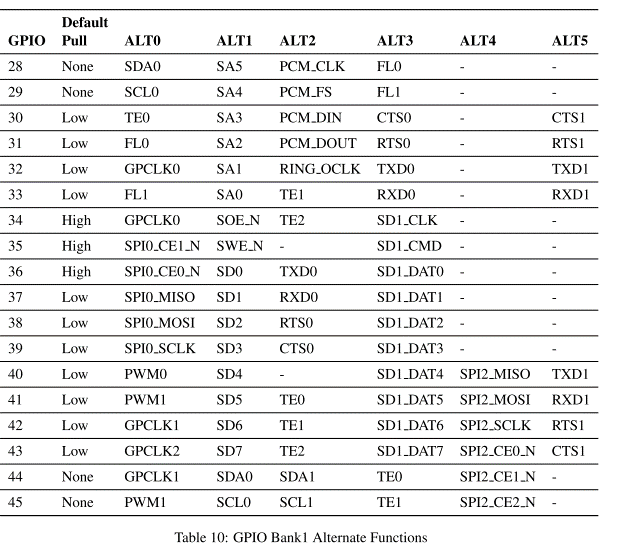 Default
GPIO Pull ALT0 ALT1 ALT2 ALT3 ALT4 ALT5
28 None SDA0 SA5 PCM_CLK FL0 - -
29 None SCL0 SA4 PCM_FS FL1 - -
30 Low TE0 SA3 PCM_DIN CTS0 - CTS1
31 Low FL0 SA2 PCM_DOUT RTS0 - RTS1
32 Low GPCLK0 SA1 RING_OCLK TXD0 - TXD1
33 Low FL1 SA0 TE1 RXD0 - RXD1
34 High GPCLK0 SOE_N TE2 SD1_CLK - -
35 High SPI0_CE1_N SWE_N - SD1_CMD - -
36 High SPI0_CE0_N SD0 TXD0 SD1_DAT0 - -
37 Low SPI0_MISO SD1 RXD0 SD1_DAT1 - -
38 Low SPI0_MOSI SD2 RTS0 SD1_DAT2 - -
39 Low SPI0_SCLK SD3 CTS0 SD1_DAT3 - -
40 Low PWM0 SD4 - SD1_DAT4 SPI2_MISO TXD1
41 Low PWM1 SD5 TE0 SD1_DAT5 SPI2_MOSI RXD1
42 Low GPCLK1 SD6 TE1 SD1_DAT6 SPI2_SCLK RTS1
43 Low GPCLK2 SD7 TE2 SD1_DAT7 SPI2_CE0_N CTS1
44 None GPCLK1 SDA0 SDA1 TE0 SPI2_CE1_N -
45 None PWM1 SCL0 SCL1 TE1 SPI2_CE2_N -
Table 10: GPIO Bank1 Alternate Functions